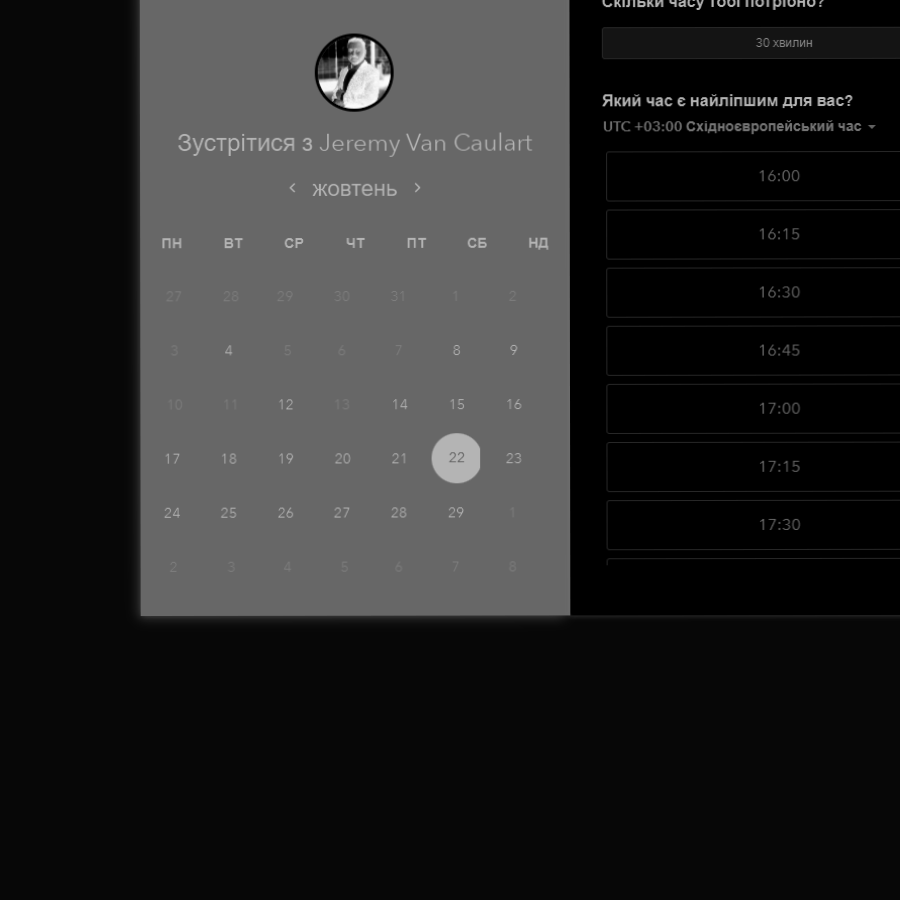 Зустрітися з Jeremy Van Caulart
жовтень
ПН ВТ СР ЧТ ПТ СБ НД
27 28 29 30 31 1 2
3 4 5 6 7 8 9
10 11 12 13 14 15 16
17 18 19 20 21 22 23
24 25 26 27 28 29 1
2 3 4 5 6 7 8
Скільки часу тобі потрібно?
30 хвилин
Який час є найліпшим для вас?
UTC +03:00 Східноєвропейський час
16:00
16:15
16:30
16:45
17:00
17:15
17:30